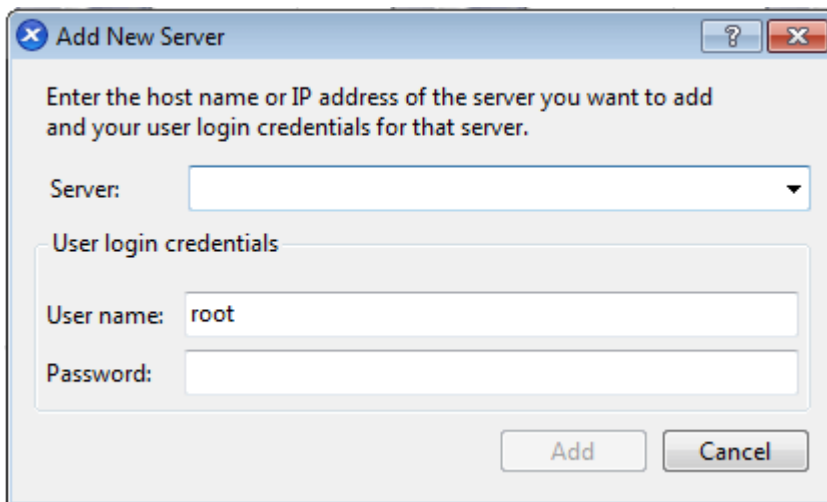 Add New Server
Enter the host name or IP address of the server you want to add
and your user login credentials for that server.
Server:
User login credentials
User name: root
Password:
Add Cancel